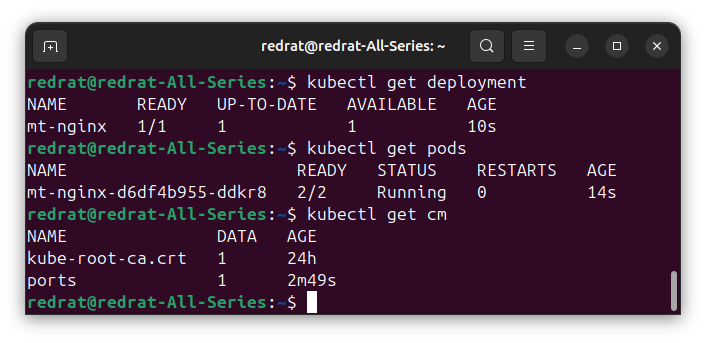 redrat@redrat-All-Series: ~
redrat@redrat-All-Series:~$ kubectl get deployment
NAME       READY   UP-TO-DATE   AVAILABLE   AGE
mt-nginx   1/1     1            1           10s
redrat@redrat-All-Series:~$ kubectl get pods
NAME                       READY   STATUS    RESTARTS   AGE
mt-nginx-d6df4b955-ddkr8   2/2     Running   0          14s
redrat@redrat-All-Series:~$ kubectl get cm
NAME               DATA   AGE
kube-root-ca.crt   1      24h
ports              1      2m49s
redrat@redrat-All-Series:~$